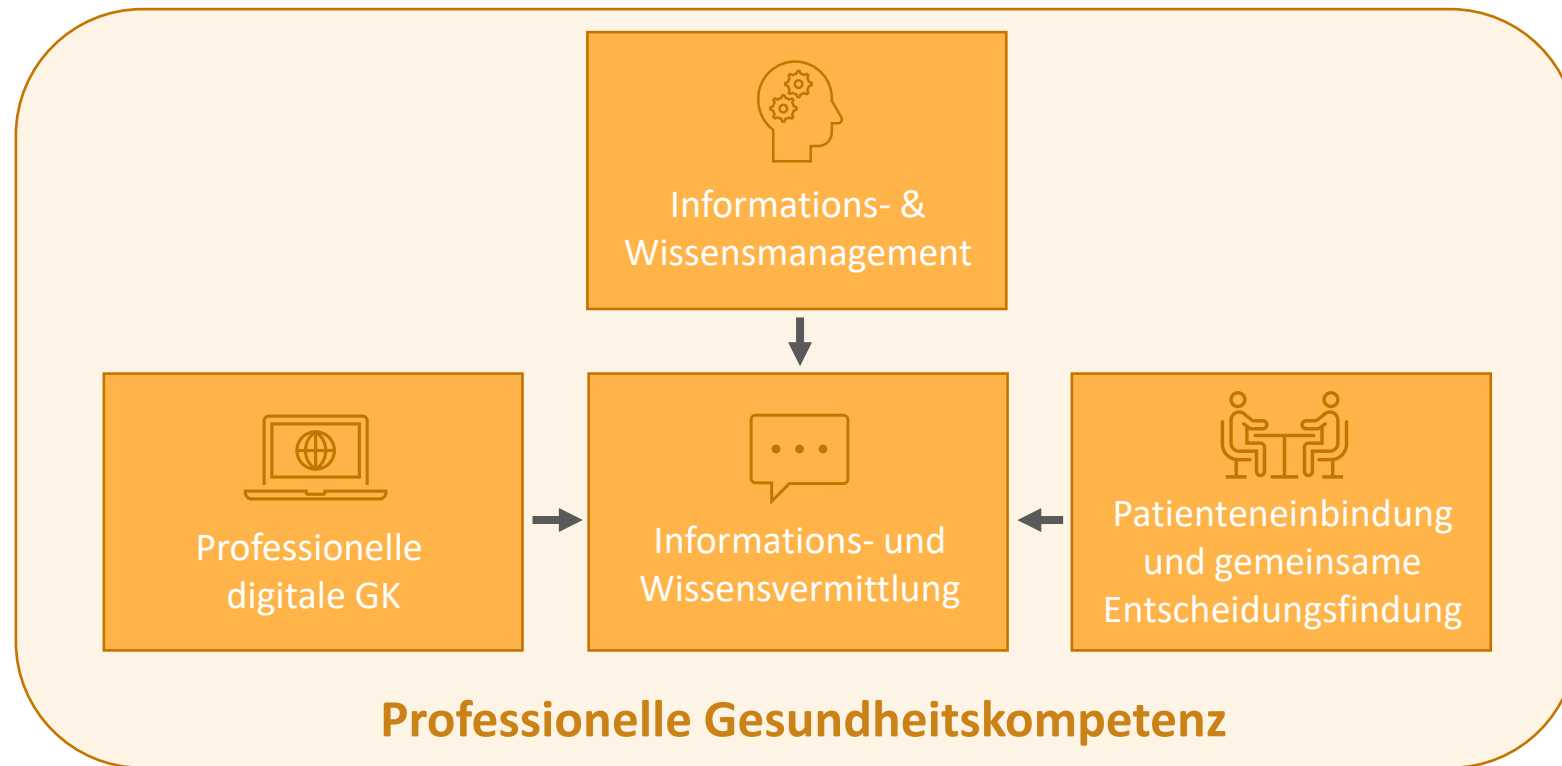 Informations- &
Wissensmanagement
Professionelle
digitale GK
Informations- und
Wissensvermittlung
Patienteneinbindung
und gemeinsame
Entscheidungsfindung
Professionelle Gesundheitskompetenz